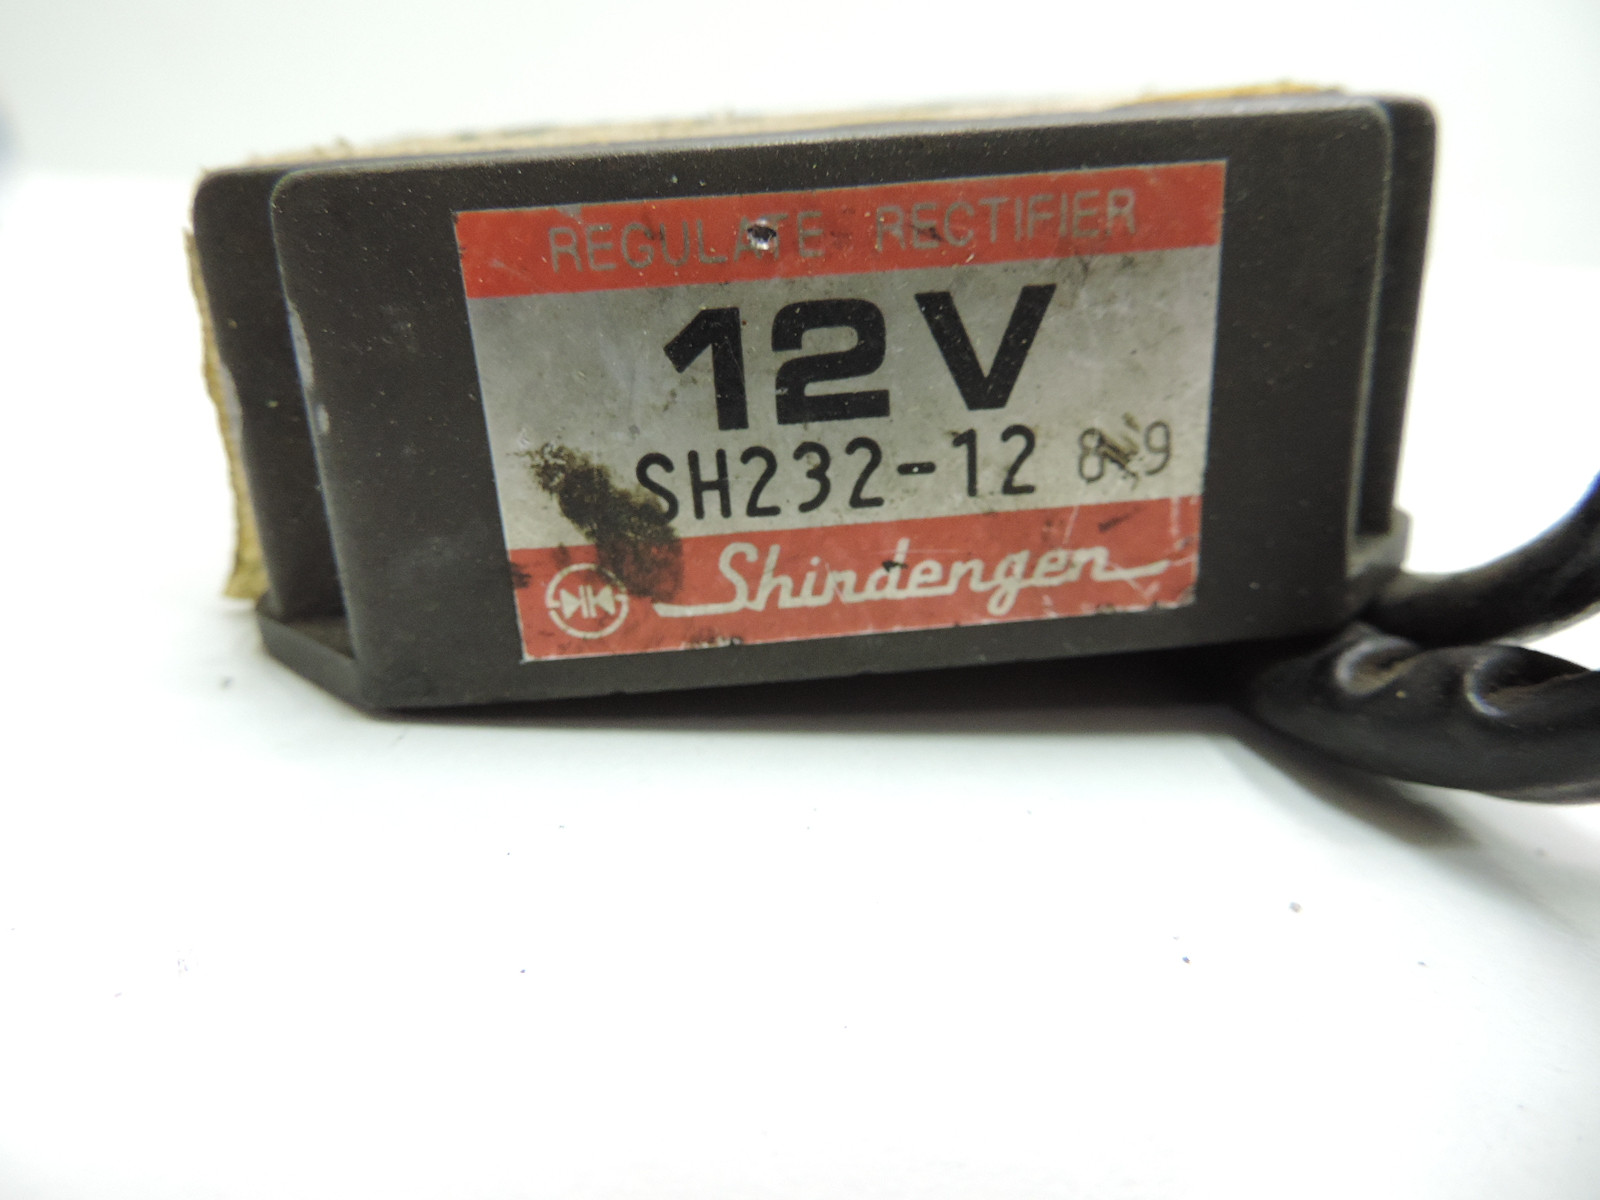 REGULATE RECTIFIER
12V
SH232-12
Shindengen